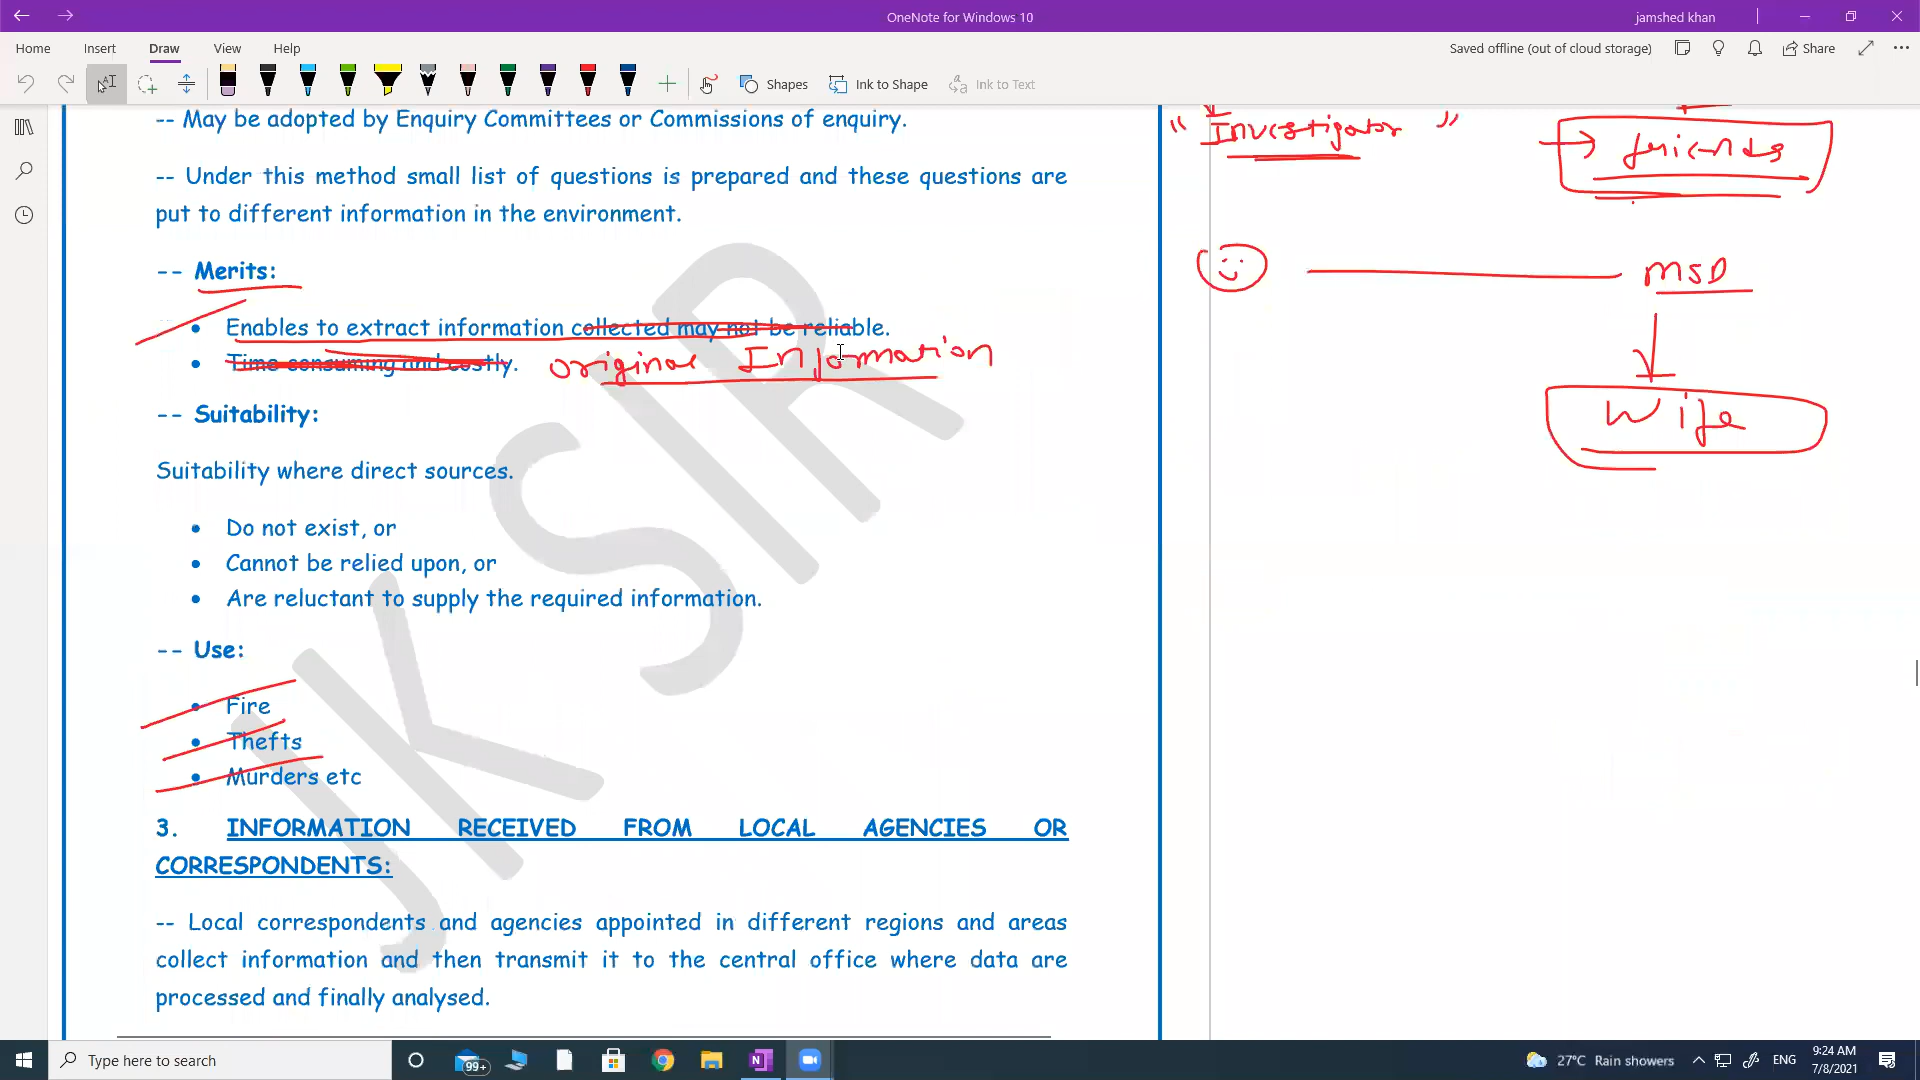 OneNote for Windows 10
jamshed khan
Home Insert Draw View Help
Saved offline (out of cloud storage)
Share
Shapes
Ink to Shape
Ink to Text
-- May be adopted by Enquiry Committees or Commissions of enquiry.
-- Under this method small list of questions is prepared and these questions are
put to different information in the environment.
-- Merits:
• Enables to extract information collected may not be reliable.
• Time consuming and costly.
original Information
-- Suitability:
Suitability where direct sources.
• Do not exist, or
• Cannot be relied upon, or
• Are reluctant to supply the required information.
-- Use:
• Fire
• Thefts
• Murders etc
3. INFORMATION RECEIVED FROM LOCAL AGENCIES OR
CORRESPONDENTS:
-- Local correspondents and agencies appointed in different regions and areas
collect information and then transmit it to the central office where data are
processed and finally analysed.
JK SIR
" Investigator "
friends
MSD
Wife
Type here to search
99+
27°C Rain showers
ENG
9:24 AM
7/8/2021